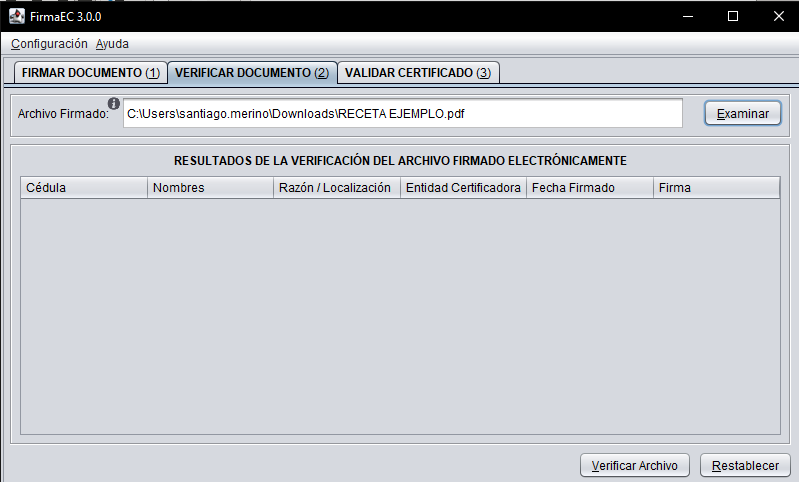 FirmaEC 3.0.0
Configuración Ayuda
FIRMAR DOCUMENTO (1) VERIFICAR DOCUMENTO (2) VALIDAR CERTIFICADO (3)
Archivo Firmado: C:\Users\santiago.merino\Downloads\RECETA EJEMPLO.pdf Examinar
RESULTADOS DE LA VERIFICACIÓN DEL ARCHIVO FIRMADO ELECTRÓNICAMENTE
Cédula Nombres Razón / Localización Entidad Certificadora Fecha Firmado Firma
Verificar Archivo Restablecer